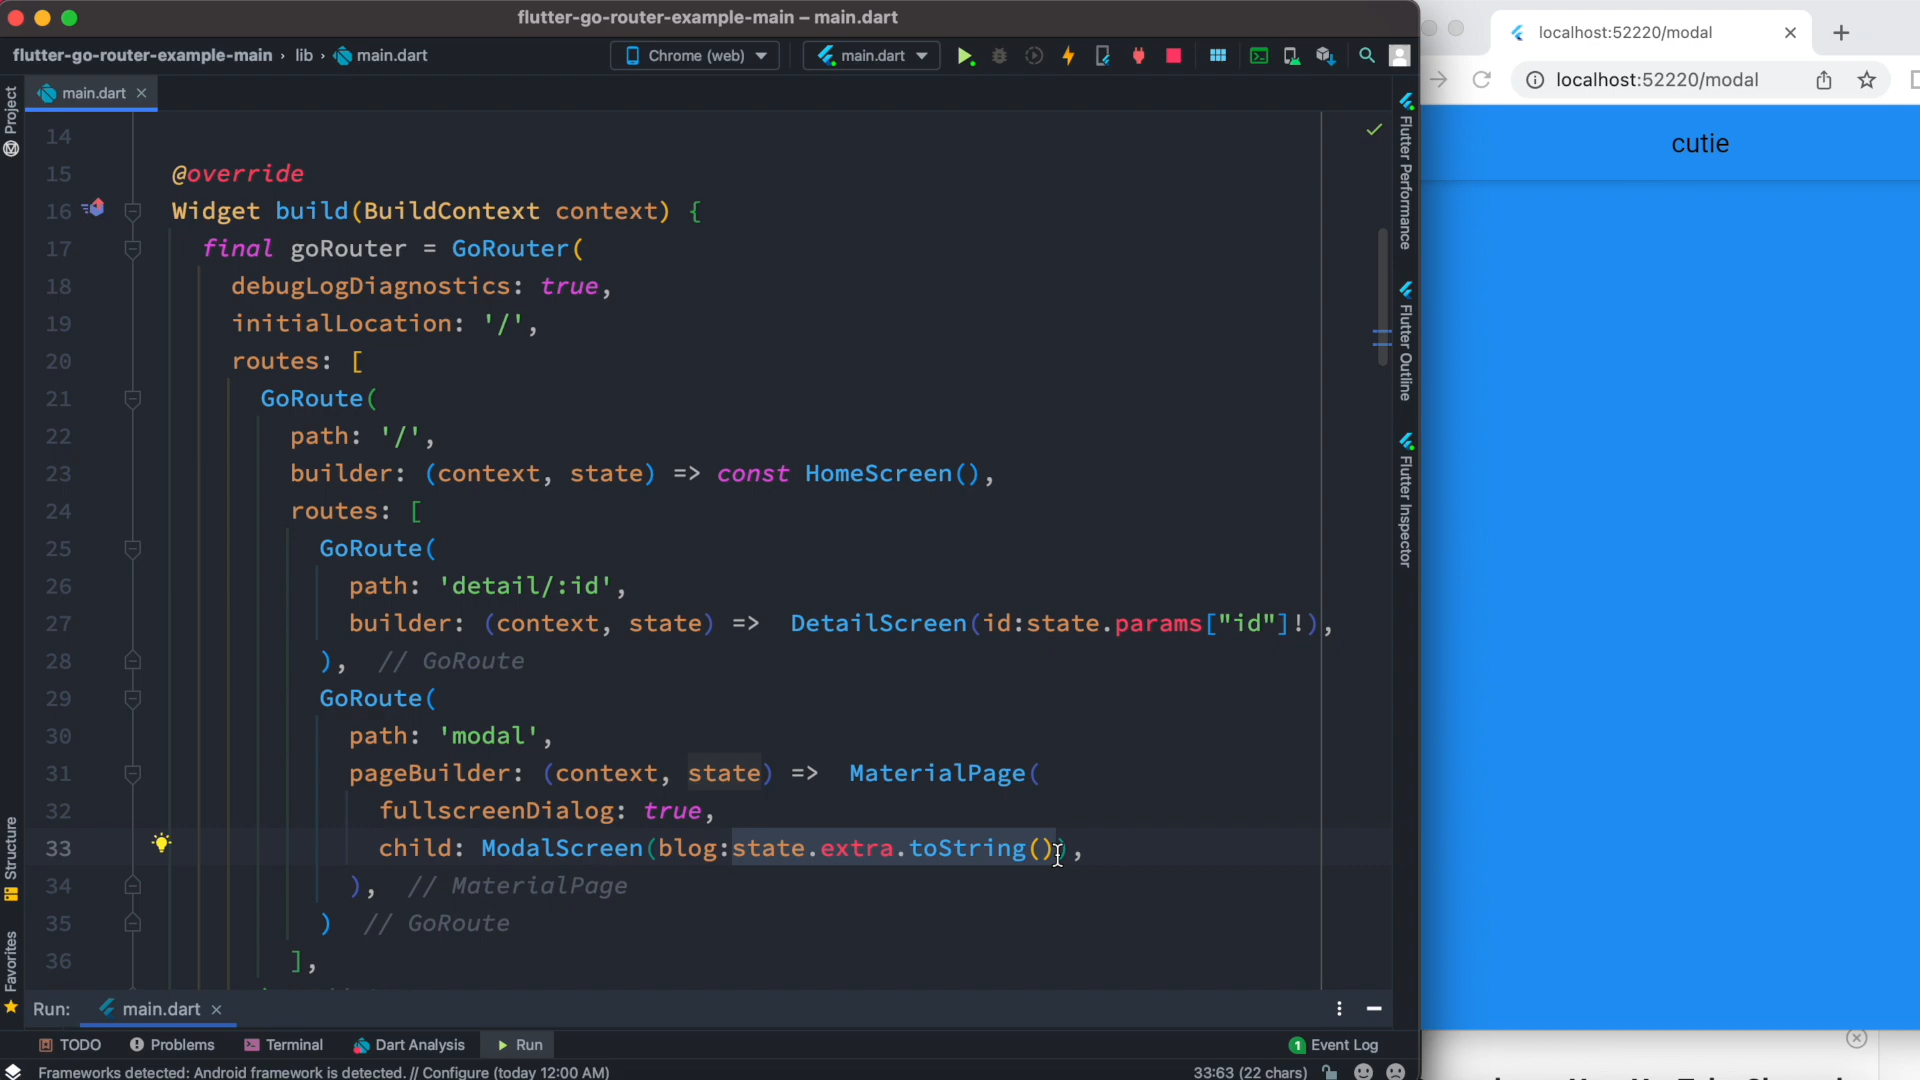 flutter-go-router-example-main – main.dart
flutter-go-router-example-main › lib › main.dart
Chrome (web)
main.dart
localhost:52220/modal
localhost:52220/modal
main.dart
Project
Flutter Performance
Flutter Outline
Flutter Inspector
Structure
Favorites
cutie
14
15 @override
16 Widget build(BuildContext context) {
17 final goRouter = GoRouter(
18 debugLogDiagnostics: true,
19 initialLocation: '/',
20 routes: [
21 GoRoute(
22 path: '/',
23 builder: (context, state) => const HomeScreen(),
24 routes: [
25 GoRoute(
26 path: 'detail/:id',
27 builder: (context, state) => DetailScreen(id:state.params["id"]!),
28 ), // GoRoute
29 GoRoute(
30 path: 'modal',
31 pageBuilder: (context, state) => MaterialPage(
32 fullscreenDialog: true,
33 child: ModalScreen(blog:state.extra.toString()),
34 ), // MaterialPage
35 ) // GoRoute
36 ],
Run: main.dart
TODO Problems Terminal Dart Analysis Run 1 Event Log
Frameworks detected: Android framework is detected. // Configure (today 12:00 AM) 33:63 (22 chars)